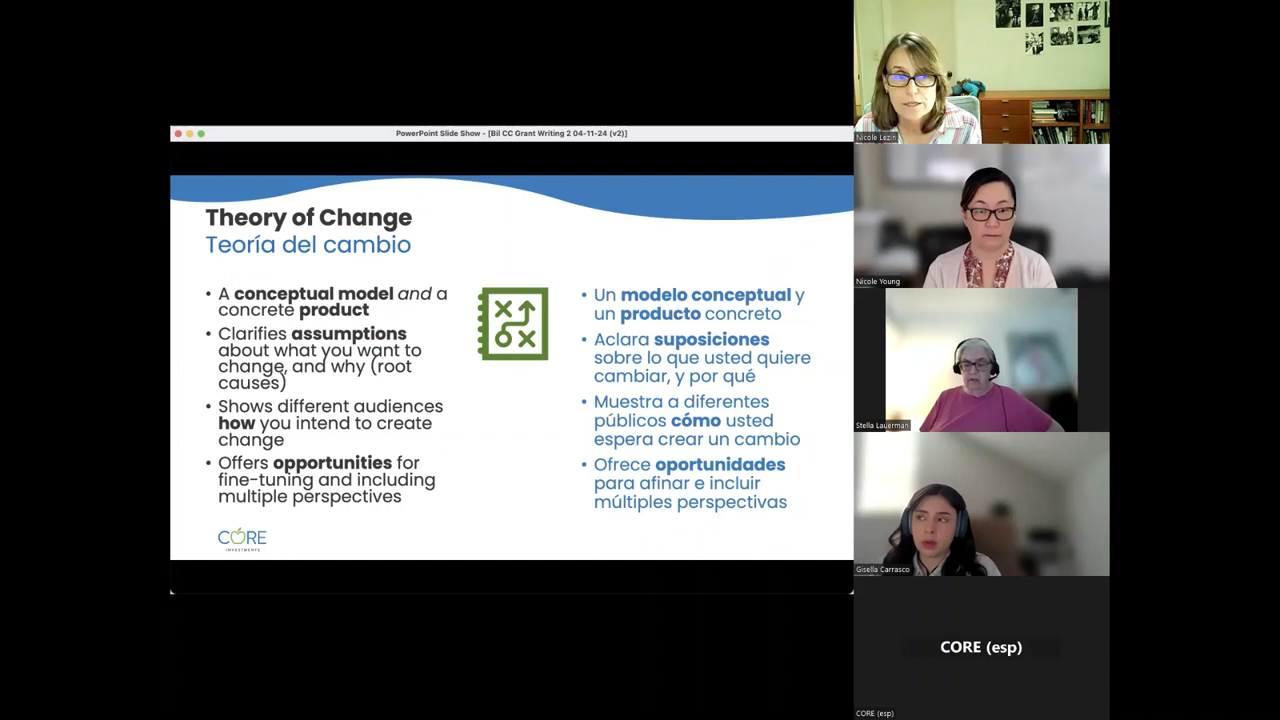 PowerPoint Slide Show - [Bil CC Grant Writing 2 04-11-24 (v2)]
Theory of Change
Teoría del cambio
• A conceptual model and a
concrete product
• Clarifies assumptions
about what you want to
change, and why (root
causes)
• Shows different audiences
how you intend to create
change
• Offers opportunities for
fine-tuning and including
multiple perspectives
• Un modelo conceptual y
un producto concreto
• Aclara suposiciones
sobre lo que usted quiere
cambiar, y por qué
• Muestra a diferentes
públicos cómo usted
espera crear un cambio
• Ofrece oportunidades
para afinar e incluir
múltiples perspectivas
CORE
INVESTMENTS
Nicole Lezin
Nicole Young
Stella Lauerman
Gisella Carrasco
CORE (esp)
CORE (esp)